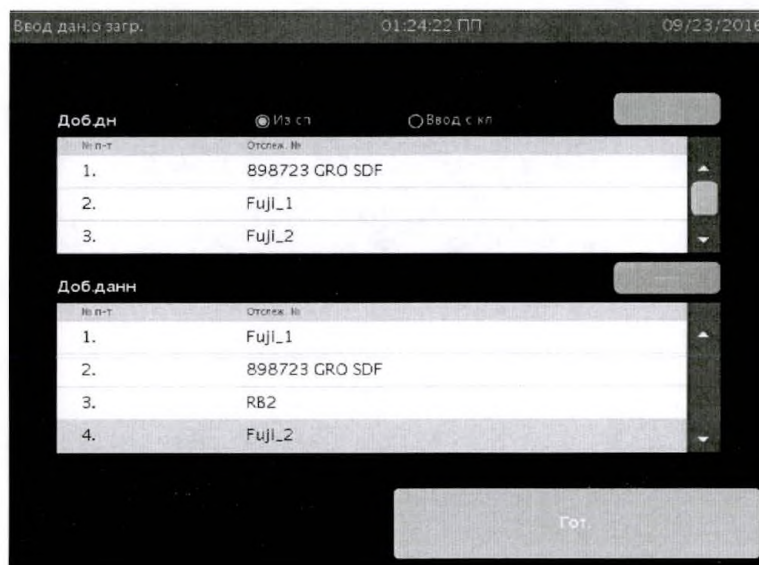 Ввод дан.о загр. 01:24:22 ПП 09/23/2016
Доб.дн Из сп Ввод с кл
№ п-т Отслеж. №
1. 898723 GRO SDF
2. Fuji_1
3. Fuji_2
Доб.данн
№ п-т Отслеж. №
1. Fuji_1
2. 898723 GRO SDF
3. RB2
4. Fuji_2
Гот.